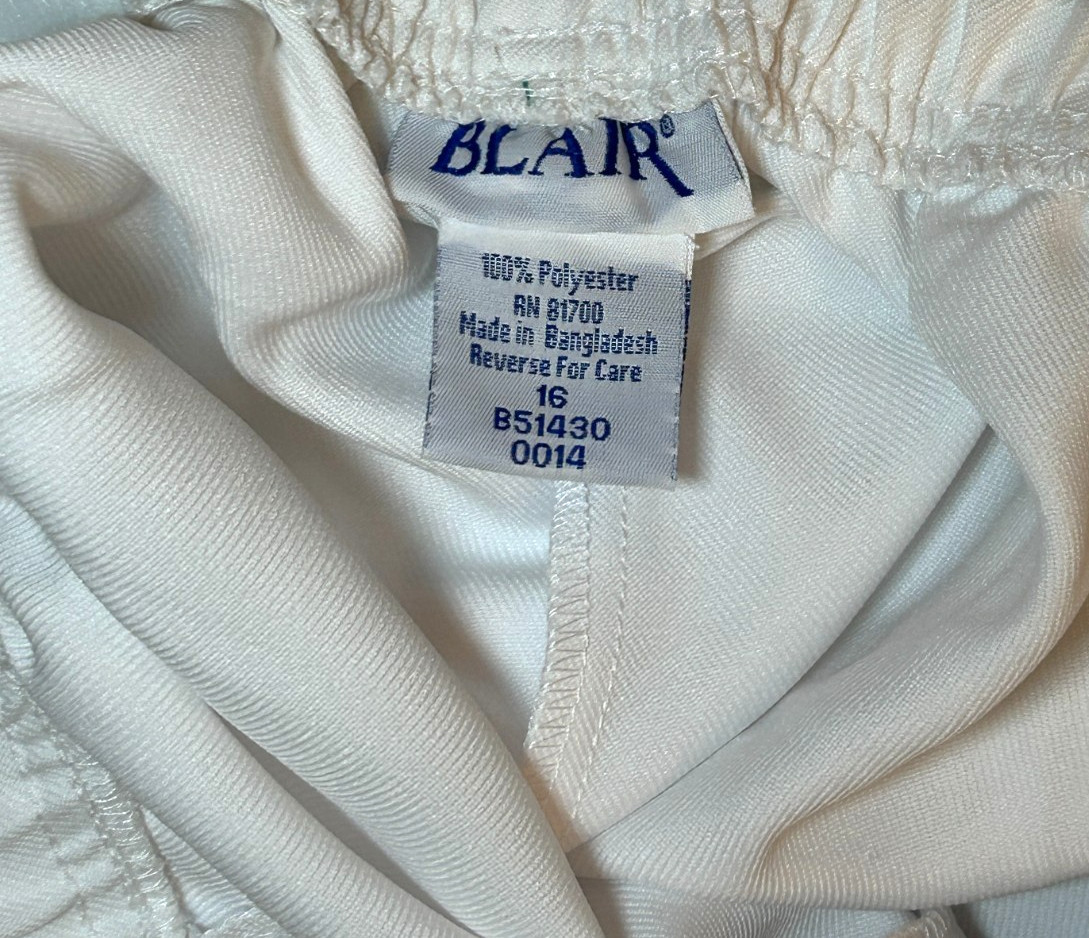 BLAIR®
100% Polyester
RN 81700
Made in Bangladesh
Reverse For Care
16
B51430
0014